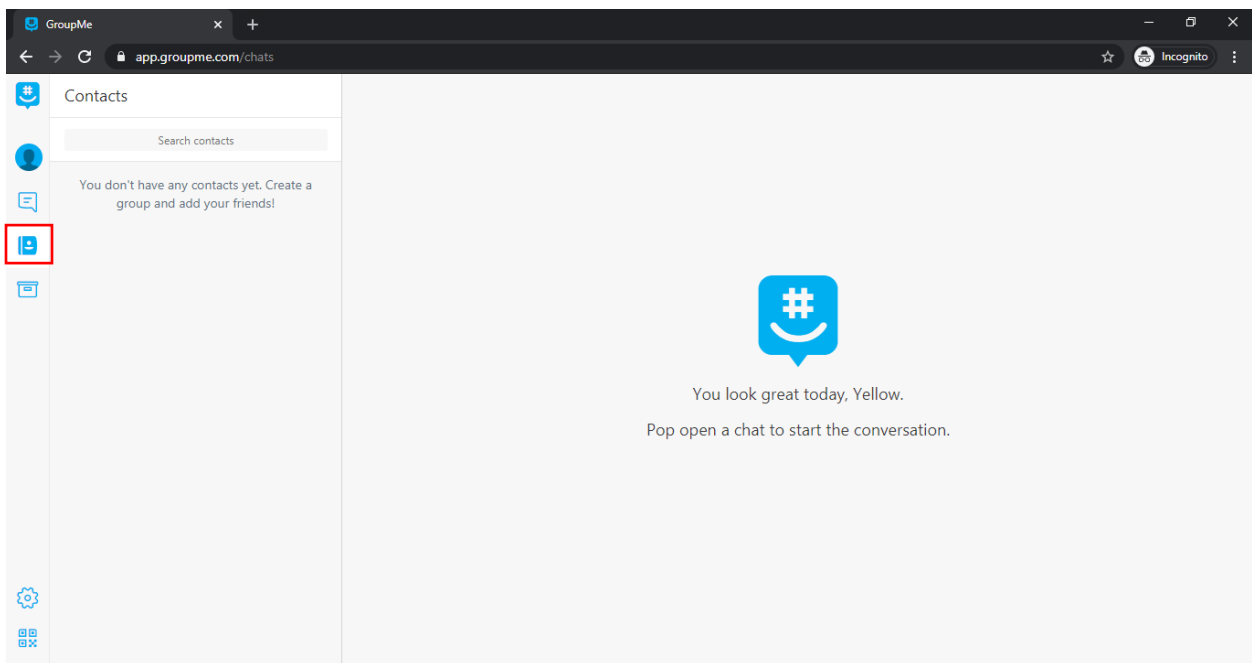 GroupMe
app.groupme.com/chats
Incognito
Contacts
Search contacts
You don't have any contacts yet. Create a
group and add your friends!
#
#
You look great today, Yellow.
Pop open a chat to start the conversation.